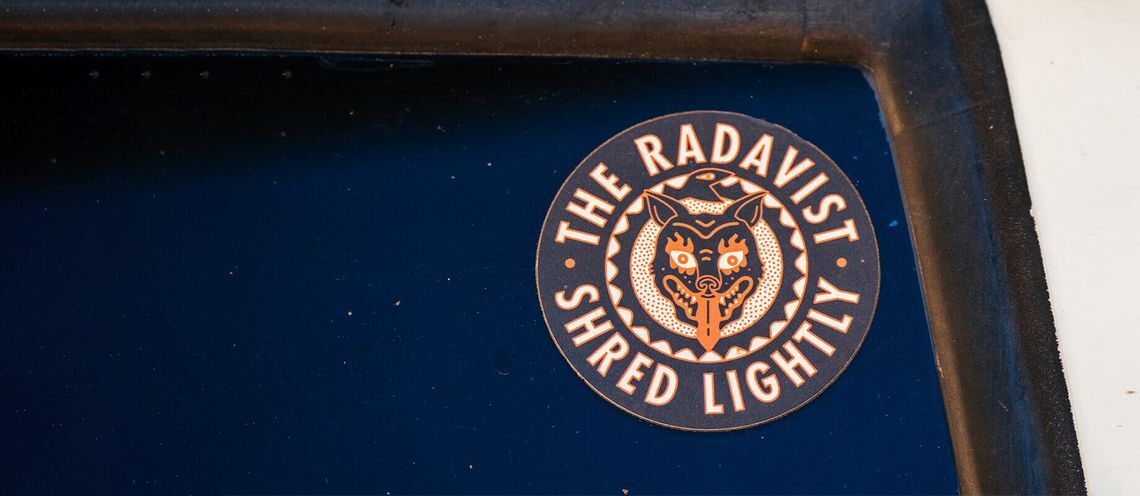 THE RADAVIST
SHRED LIGHTLY